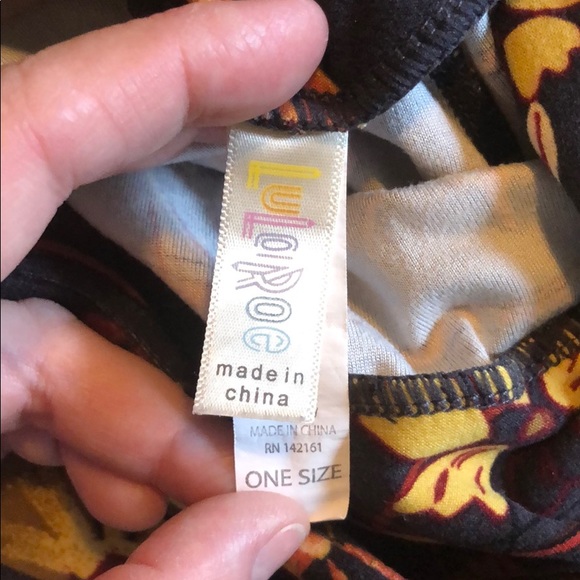 LuLaRoe
made in
china
MADE IN CHINA
RN 142161
ONE SIZE